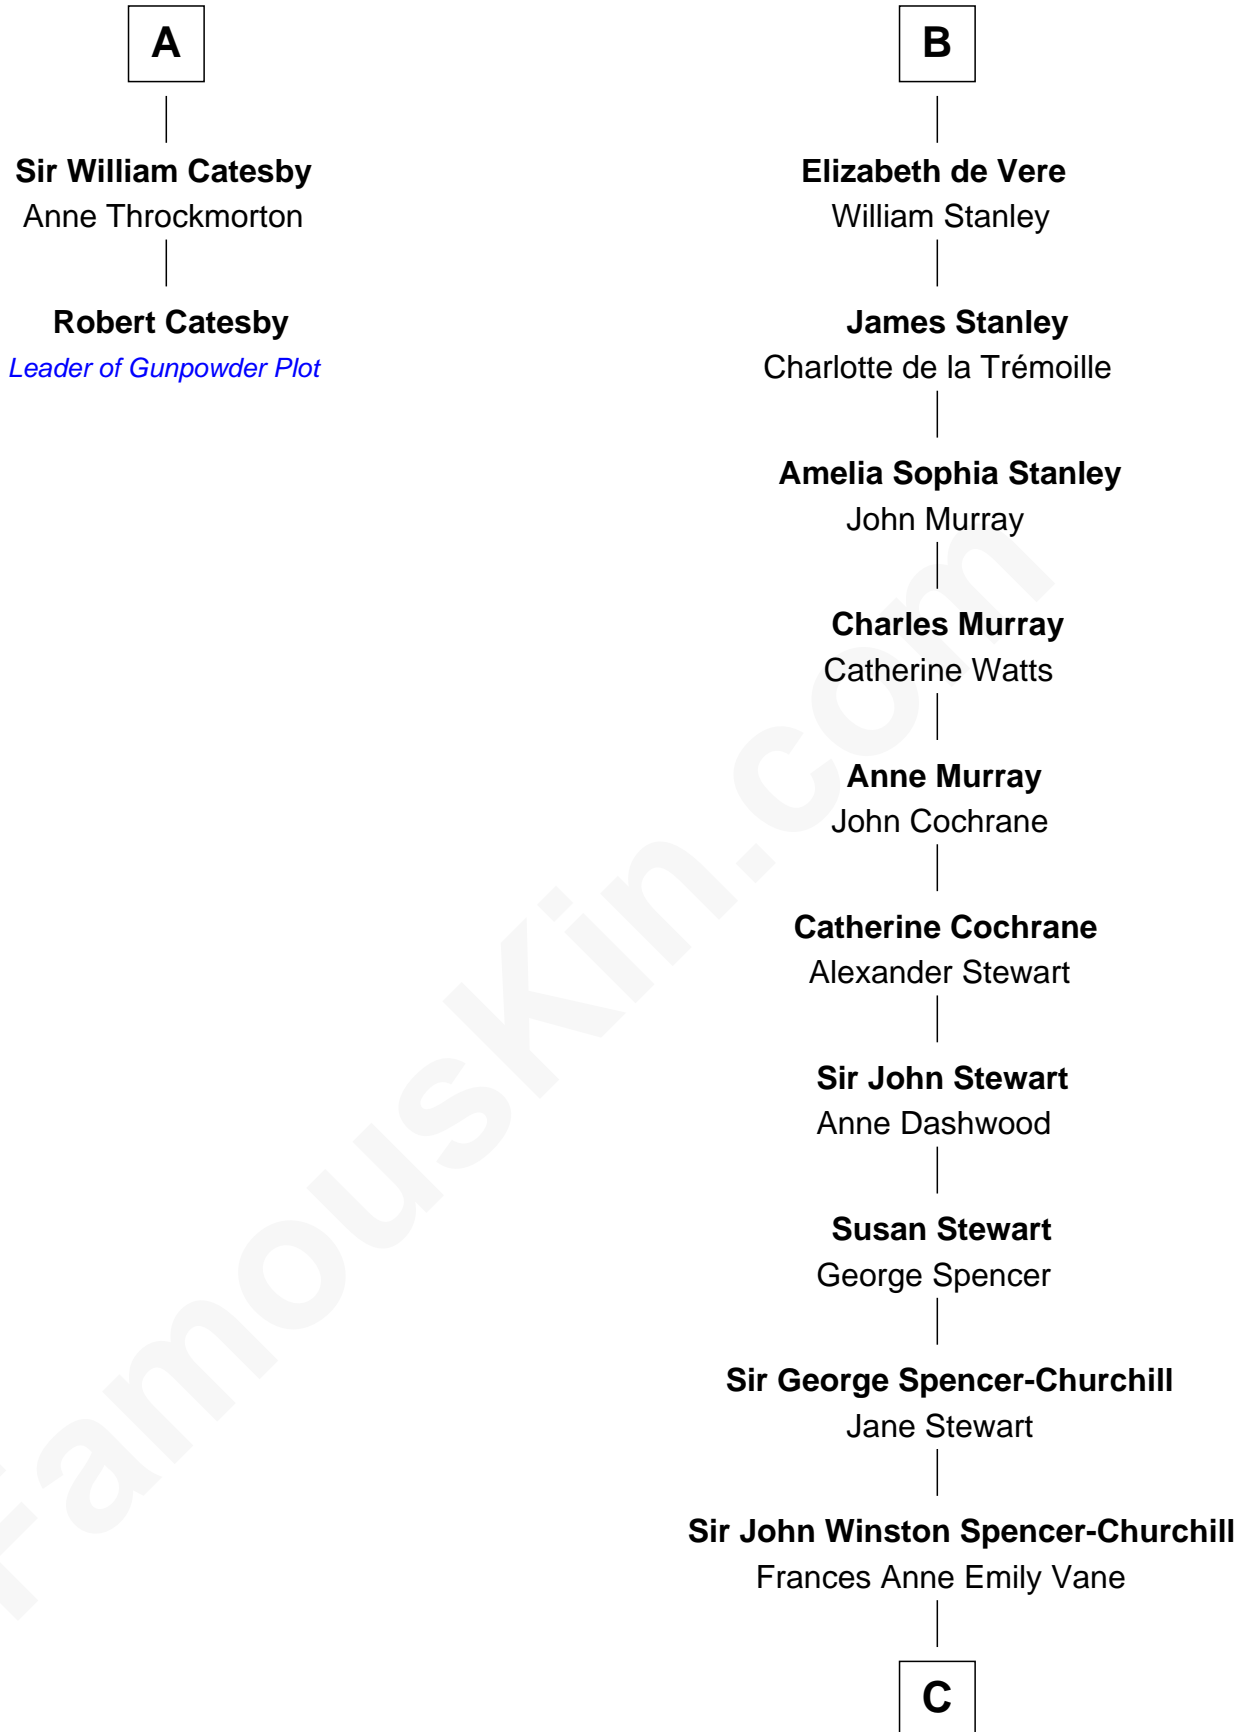 A
Sir William Catesby
Anne Throckmorton
Robert Catesby
Leader of Gunpowder Plot
B
Elizabeth de Vere
William Stanley
James Stanley
Charlotte de la Trémoille
Amelia Sophia Stanley
John Murray
Charles Murray
Catherine Watts
Anne Murray
John Cochrane
Catherine Cochrane
Alexander Stewart
Sir John Stewart
Anne Dashwood
Susan Stewart
George Spencer
Sir George Spencer-Churchill
Jane Stewart
Sir John Winston Spencer-Churchill
Frances Anne Emily Vane
C
FamousKin.com